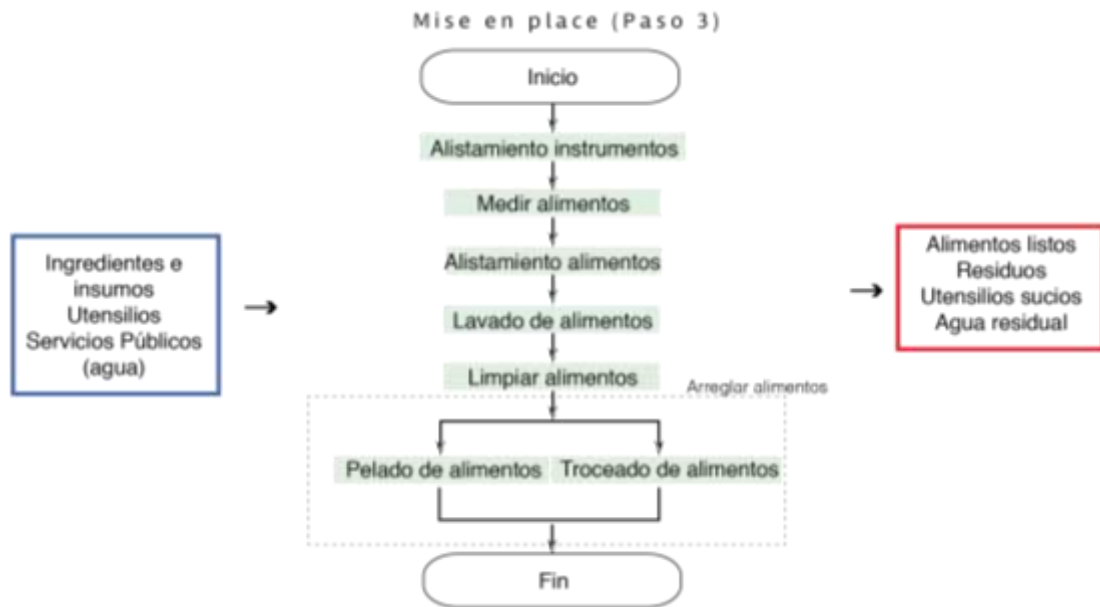 Mise en place (Paso 3)
Inicio
Alistamiento instrumentos
Medir alimentos
Alistamiento alimentos
Lavado de alimentos
Limpiar alimentos
Arreglar alimentos
Pelado de alimentos
Troceado de alimentos
Fin
Ingredientes e
insumos
Utensilios
Servicios Públicos
(agua)
Alimentos listos
Residuos
Utensilios sucios
Agua residual